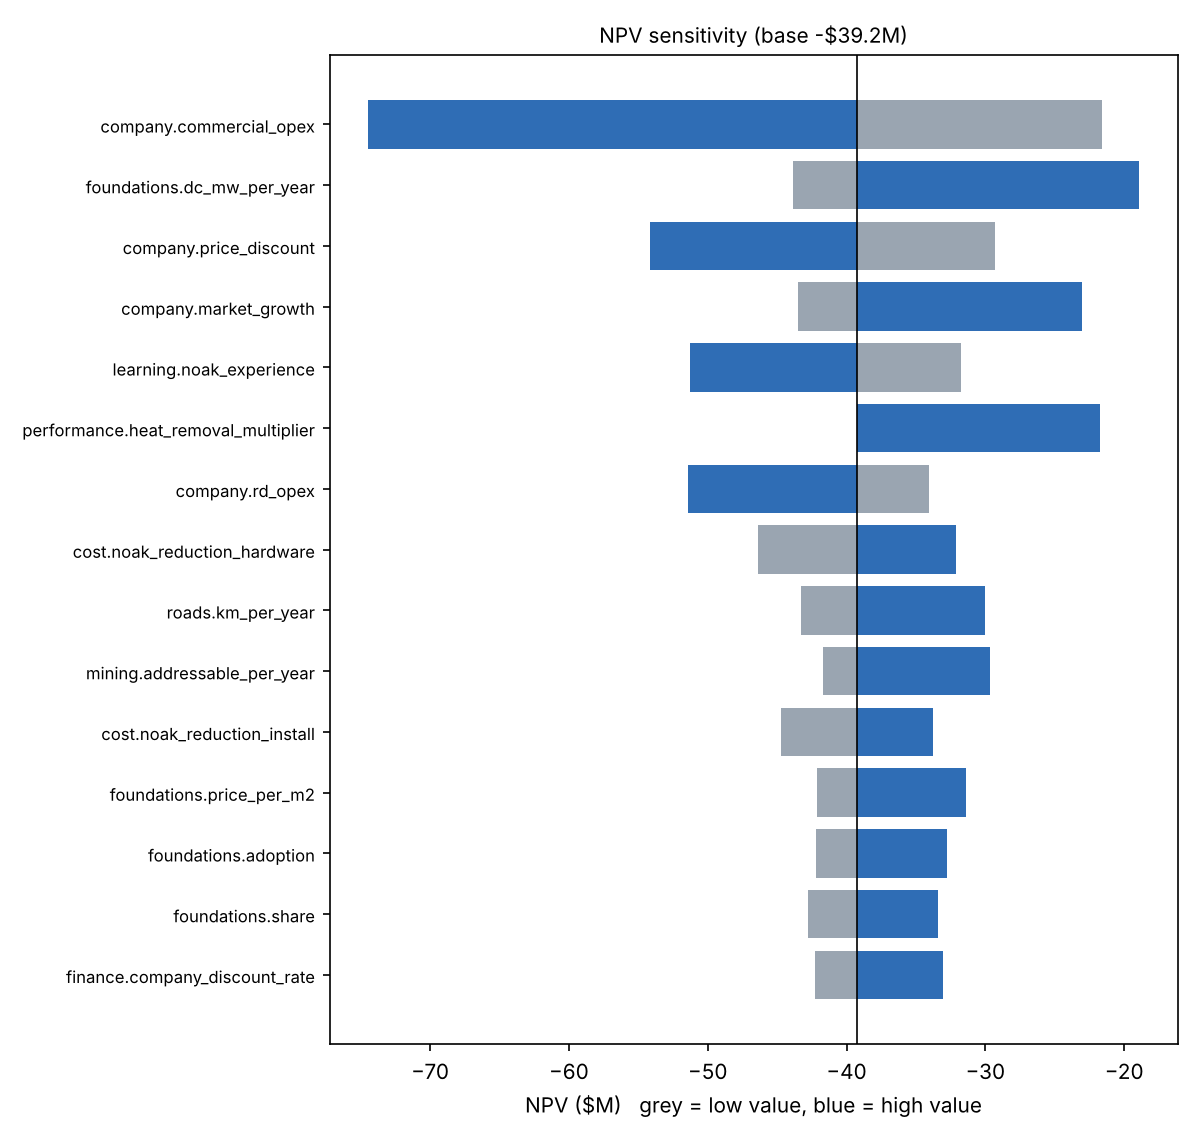 NPV sensitivity (base -$39.2M)
company.commercial_opex
foundations.dc_mw_per_year
company.price_discount
company.market_growth
learning.noak_experience
performance.heat_removal_multiplier
company.rd_opex
cost.noak_reduction_hardware
roads.km_per_year
mining.addressable_per_year
cost.noak_reduction_install
foundations.price_per_m2
foundations.adoption
foundations.share
finance.company_discount_rate
−70 −60 −50 −40 −30 −20
NPV ($M)   grey = low value, blue = high value